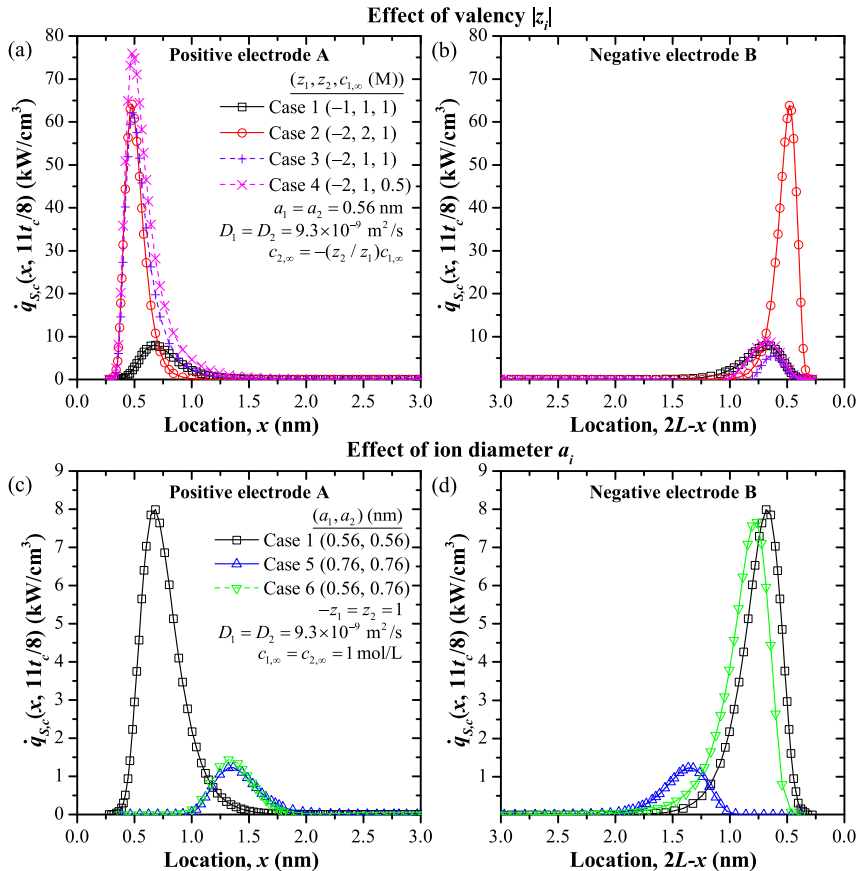 Effect of valency |z_i|
(a)
Positive electrode A
(z_1, z_2, c_{1,∞} (M))
Case 1 (–1, 1, 1)
Case 2 (–2, 2, 1)
Case 3 (–2, 1, 1)
Case 4 (–2, 1, 0.5)
a_1 = a_2 = 0.56 nm
D_1 = D_2 = 9.3×10^{-9} m^2/s
c_{2,∞} = –(z_2 / z_1)c_{1,∞}
q̇_{S,c}(x, 11t_c/8) (kW/cm^3)
80
70
60
50
40
30
20
10
0
0.0 0.5 1.0 1.5 2.0 2.5 3.0
Location, x (nm)
(b)
Negative electrode B
q̇_{S,c}(x, 11t_c/8) (kW/cm^3)
80
70
60
50
40
30
20
10
0
3.0 2.5 2.0 1.5 1.0 0.5 0.0
Location, 2L-x (nm)
Effect of ion diameter a_i
(c)
Positive electrode A
(a_1, a_2) (nm)
Case 1 (0.56, 0.56)
Case 5 (0.76, 0.76)
Case 6 (0.56, 0.76)
–z_1 = z_2 = 1
D_1 = D_2 = 9.3×10^{-9} m^2/s
c_{1,∞} = c_{2,∞} = 1 mol/L
q̇_{S,c}(x, 11t_c/8) (kW/cm^3)
9
8
7
6
5
4
3
2
1
0
0.0 0.5 1.0 1.5 2.0 2.5 3.0
Location, x (nm)
(d)
Negative electrode B
q̇_{S,c}(x, 11t_c/8) (kW/cm^3)
9
8
7
6
5
4
3
2
1
0
3.0 2.5 2.0 1.5 1.0 0.5 0.0
Location, 2L-x (nm)